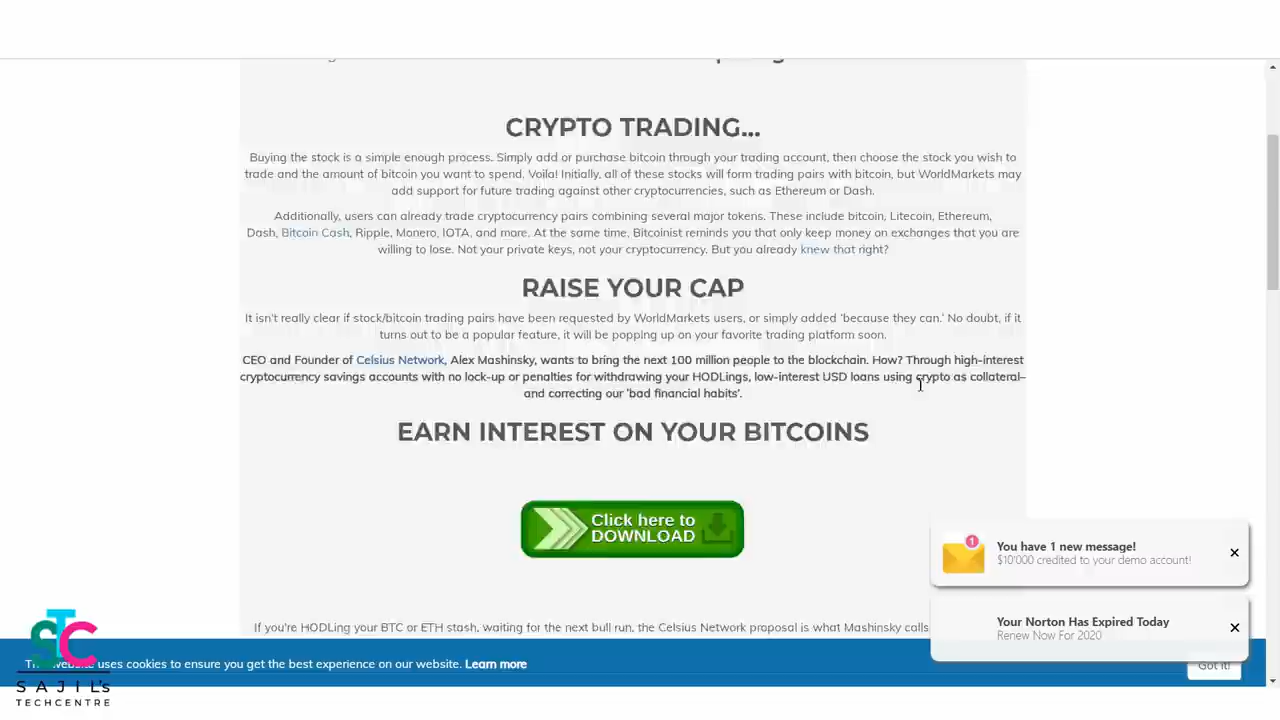 CRYPTO TRADING...
Buying the stock is a simple enough process. Simply add or purchase bitcoin through your trading account, then choose the stock you wish to
trade and the amount of bitcoin you want to spend. Voila! Initially, all of these stocks will form trading pairs with bitcoin, but WorldMarkets may
add support for future trading against other cryptocurrencies, such as Ethereum or Dash.
Additionally, users can already trade cryptocurrency pairs combining several major tokens. These include bitcoin, Litecoin, Ethereum,
Dash, Bitcoin Cash, Ripple, Monero, IOTA, and more. At the same time, Bitcoinist reminds you that only keep money on exchanges that you are
willing to lose. Not your private keys, not your cryptocurrency. But you already knew that right?
RAISE YOUR CAP
It isn't really clear if stock/bitcoin trading pairs have been requested by WorldMarkets users, or simply added 'because they can.' No doubt, if it
turns out to be a popular feature, it will be popping up on your favorite trading platform soon.
CEO and Founder of Celsius Network, Alex Mashinsky, wants to bring the next 100 million people to the blockchain. How? Through high-interest
cryptocurrency savings accounts with no lock-up or penalties for withdrawing your HODLings, low-interest USD loans using crypto as collateral–
and correcting our 'bad financial habits'.
EARN INTEREST ON YOUR BITCOINS
Click here to
DOWNLOAD
1
You have 1 new message!
$10'000 credited to your demo account!
Your Norton Has Expired Today
Renew Now For 2020
If you're HODLing your BTC or ETH stash, waiting for the next bull run, the Celsius Network proposal is what Mashinsky calls
website uses cookies to ensure you get the best experience on our website. Learn more
Got it!
STC
SAJIL's
TECHCENTRE